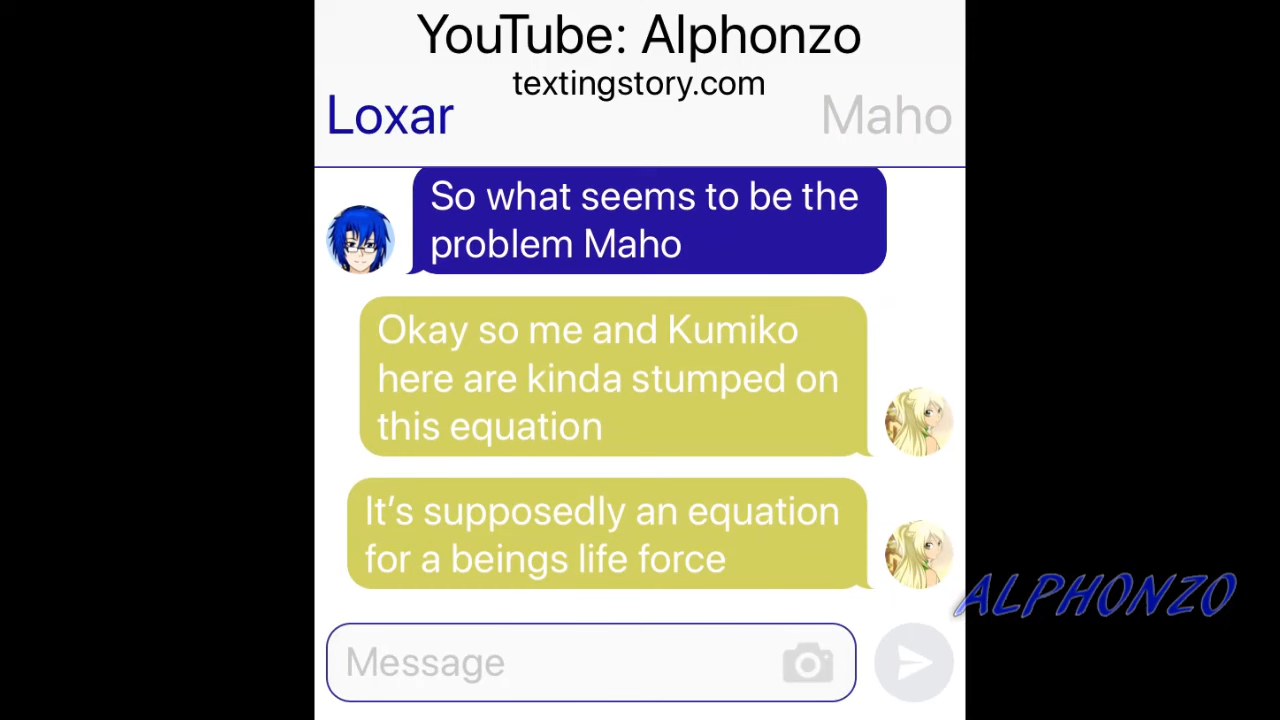 YouTube: Alphonzo
textingstory.com
Loxar
Maho
So what seems to be the
problem Maho
Okay so me and Kumiko
here are kinda stumped on
this equation
It’s supposedly an equation
for a beings life force
ALPHONZO
Message